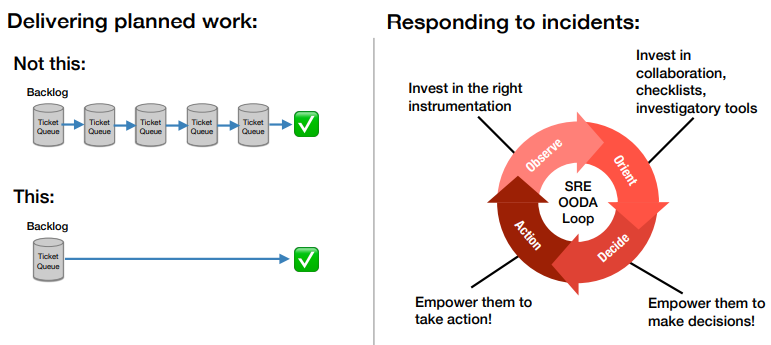 Delivering planned work:
Not this:
Backlog
Ticket
Queue
Ticket
Queue
Ticket
Queue
Ticket
Queue
Ticket
Queue
This:
Backlog
Ticket
Queue
Responding to incidents:
Invest in the right
instrumentation
Invest in
collaboration,
checklists,
investigatory tools
Observe
Orient
SRE
OODA
Loop
Action
Decide
Empower them to
take action!
Empower them to
make decisions!